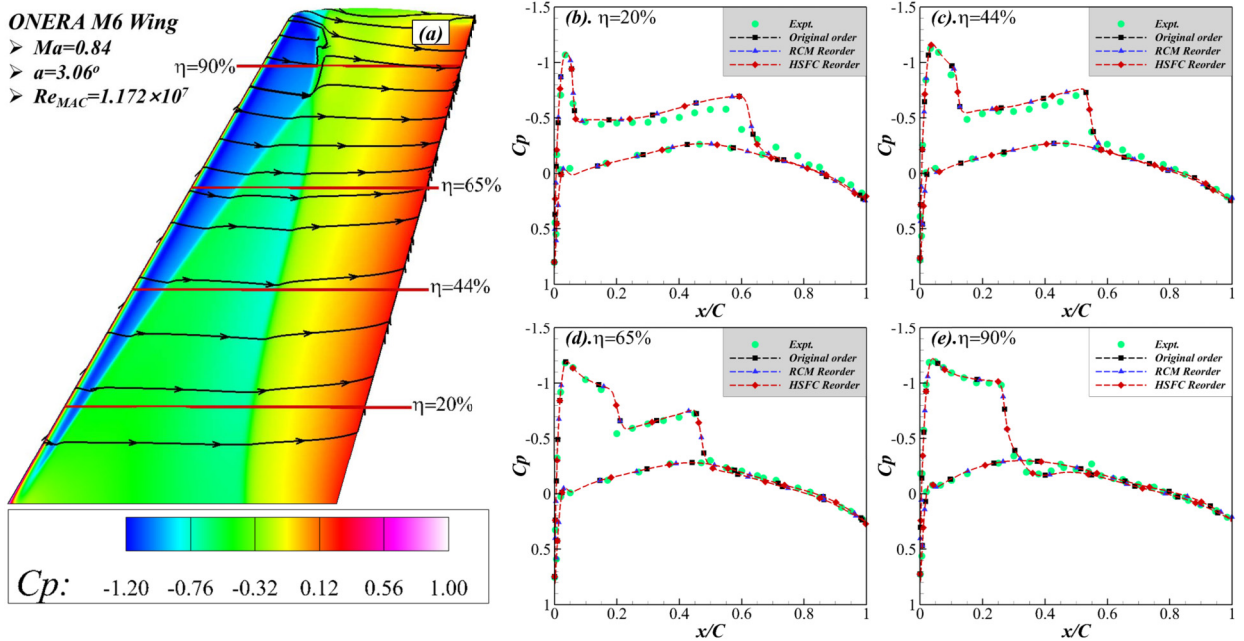 ONERA M6 Wing
➢ Ma=0.84
➢ a=3.06º
➢ Re_MAC=1.172×10⁷
(a)
η=90%
η=65%
η=44%
η=20%
Cp:
-1.20 -0.76 -0.32 0.12 0.56 1.00
(b). η=20%
Expt.
Original order
RCM Reorder
HSFC Reorder
Cp
-1.5
-1
-0.5
0
0.5
1
0 0.2 0.4 0.6 0.8 1
x/C
(c). η=44%
Expt.
Original order
RCM Reorder
HSFC Reorder
Cp
-1.5
-1
-0.5
0
0.5
1
0 0.2 0.4 0.6 0.8 1
x/C
(d). η=65%
Expt.
Original order
RCM Reorder
HSFC Reorder
Cp
-1.5
-1
-0.5
0
0.5
1
0 0.2 0.4 0.6 0.8 1
x/C
(e). η=90%
Expt.
Original order
RCM Reorder
HSFC Reorder
Cp
-1.5
-1
-0.5
0
0.5
1
0 0.2 0.4 0.6 0.8 1
x/C